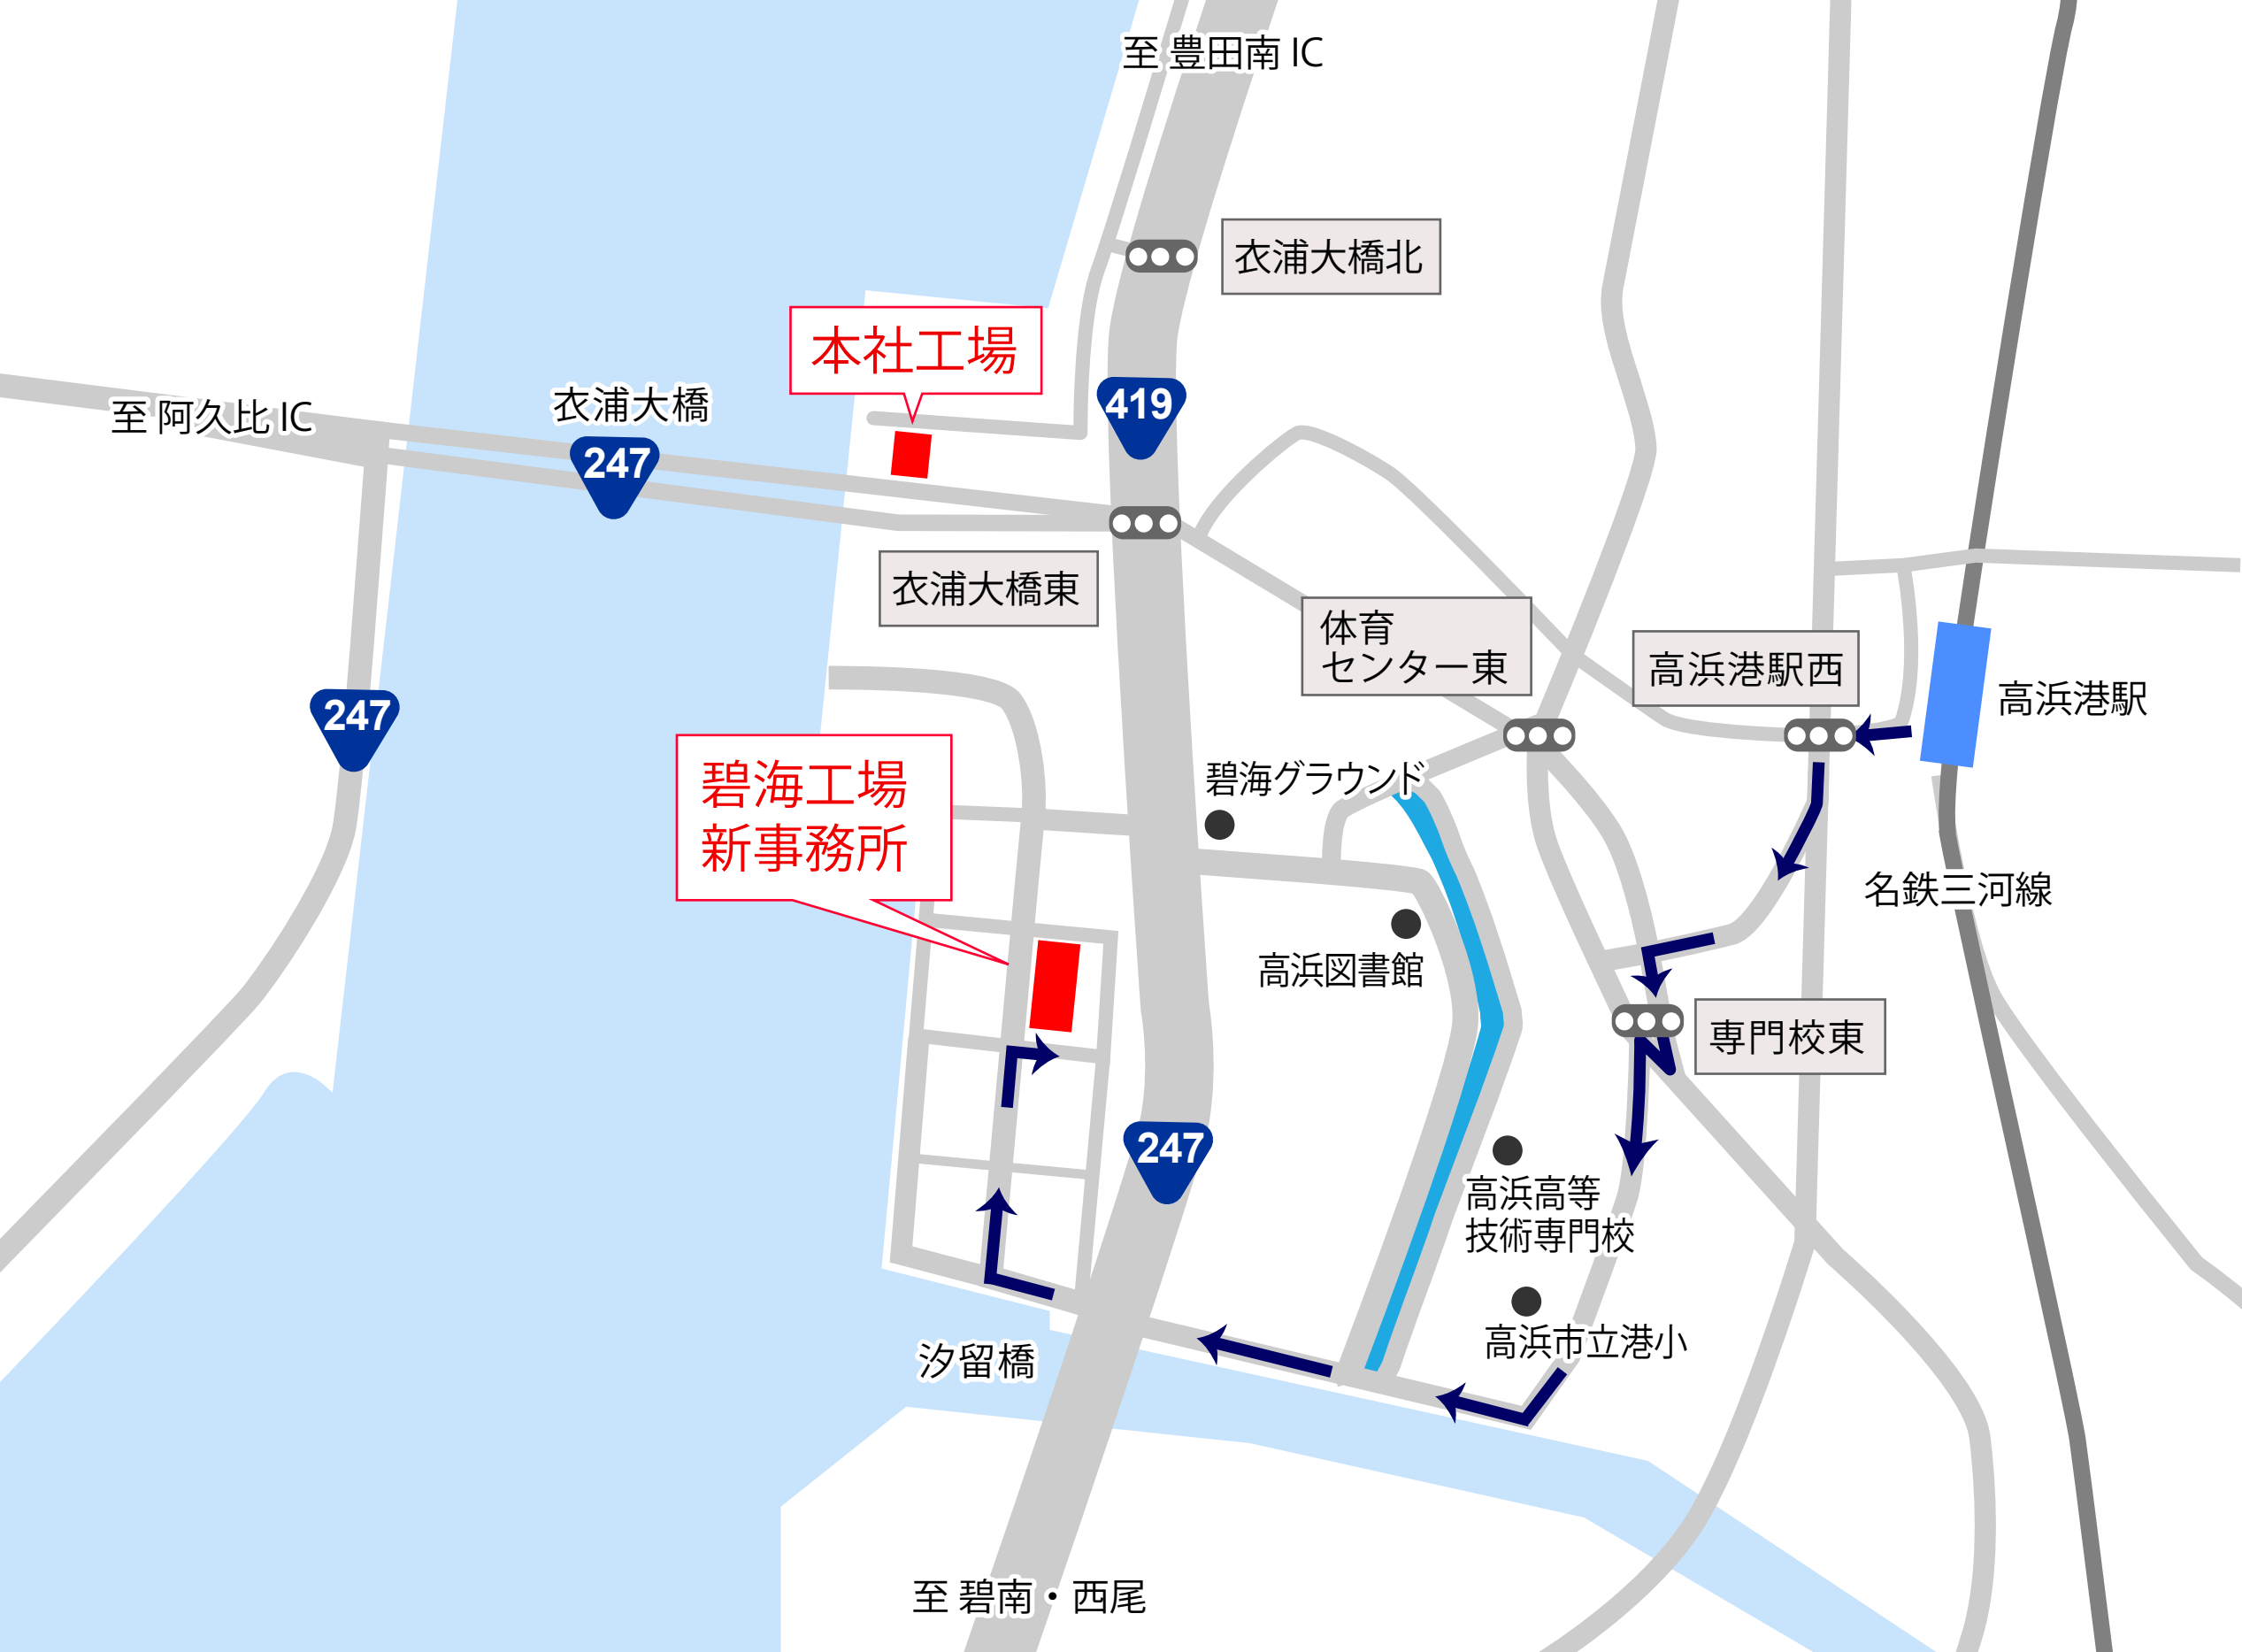 至 豊田南 IC
衣浦大橋北
本社工場
衣浦大橋
至 阿久比 IC
419
247
衣浦大橋東
体育
センター東
高浜港駅西
高浜港駅
247
碧海工場
新事務所
碧海グラウンド
名鉄三河線
高浜図書館
専門校東
247
高浜高等
技術専門校
高浜市立港小
汐留橋
至 碧南・西尾